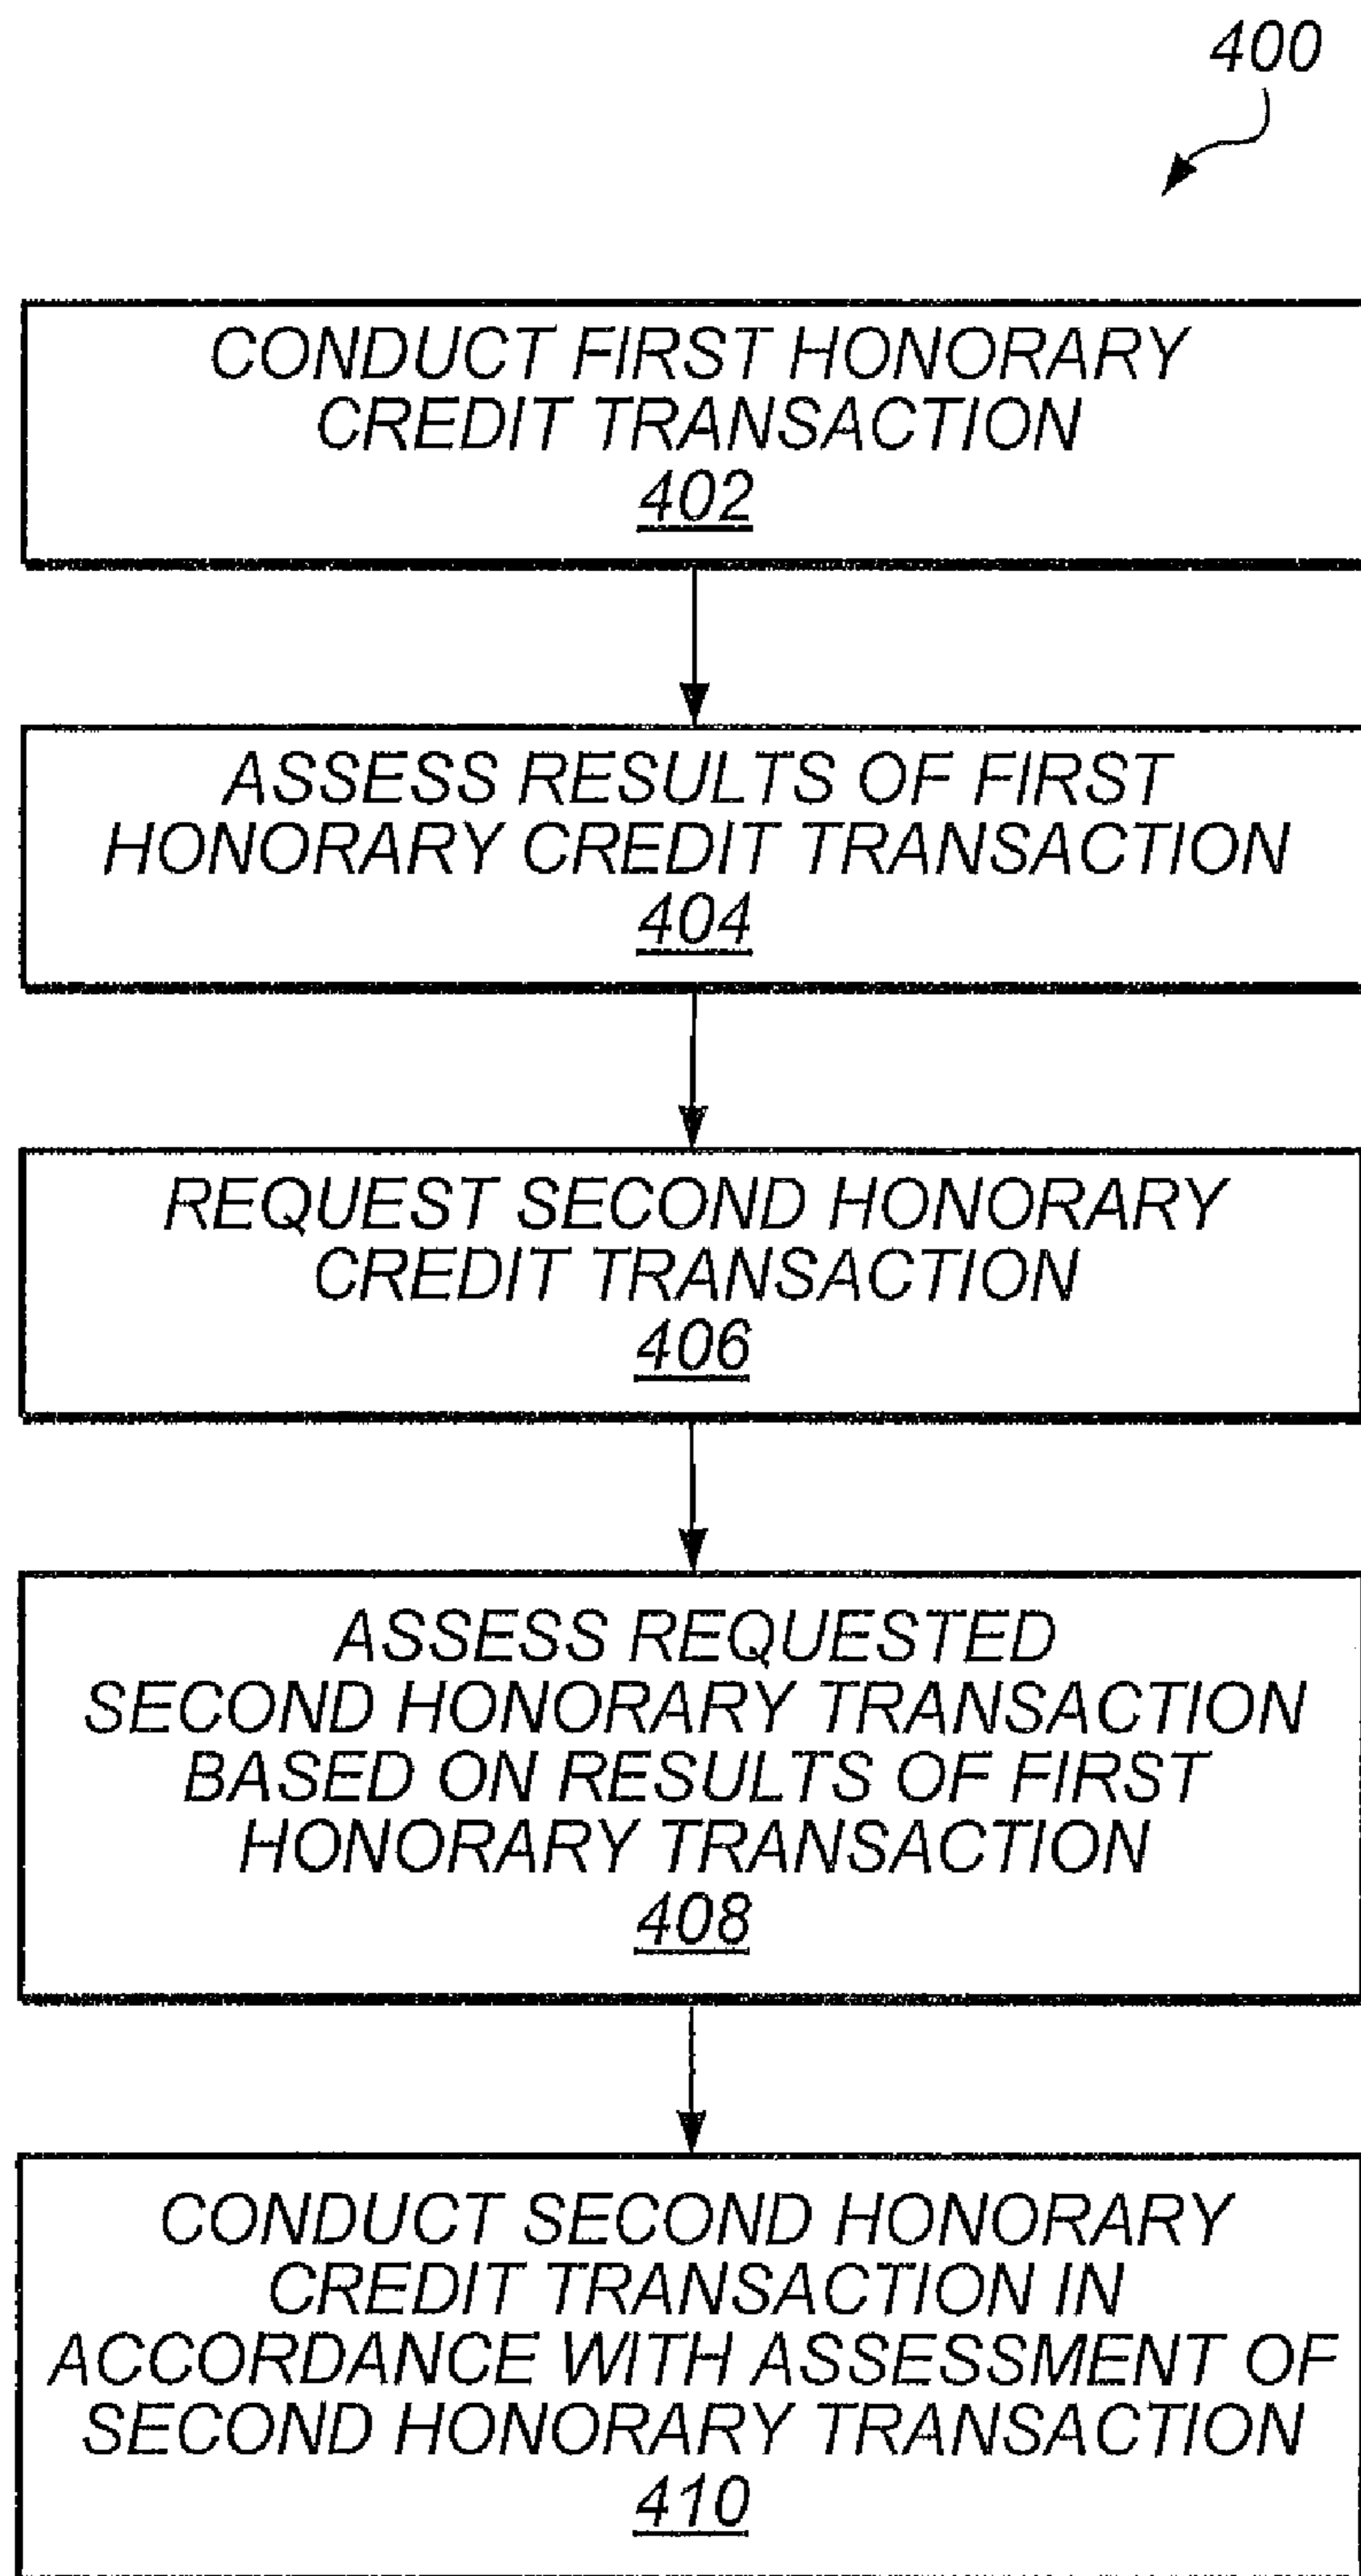 400
CONDUCT FIRST HONORARY
CREDIT TRANSACTION
402
ASSESS RESULTS OF FIRST
HONORARY CREDIT TRANSACTION
404
REQUEST SECOND HONORARY
CREDIT TRANSACTION
406
ASSESS REQUESTED
SECOND HONORARY TRANSACTION
BASED ON RESULTS OF FIRST
HONORARY TRANSACTION
408
CONDUCT SECOND HONORARY
CREDIT TRANSACTION IN
ACCORDANCE WITH ASSESSMENT OF
SECOND HONORARY TRANSACTION
410